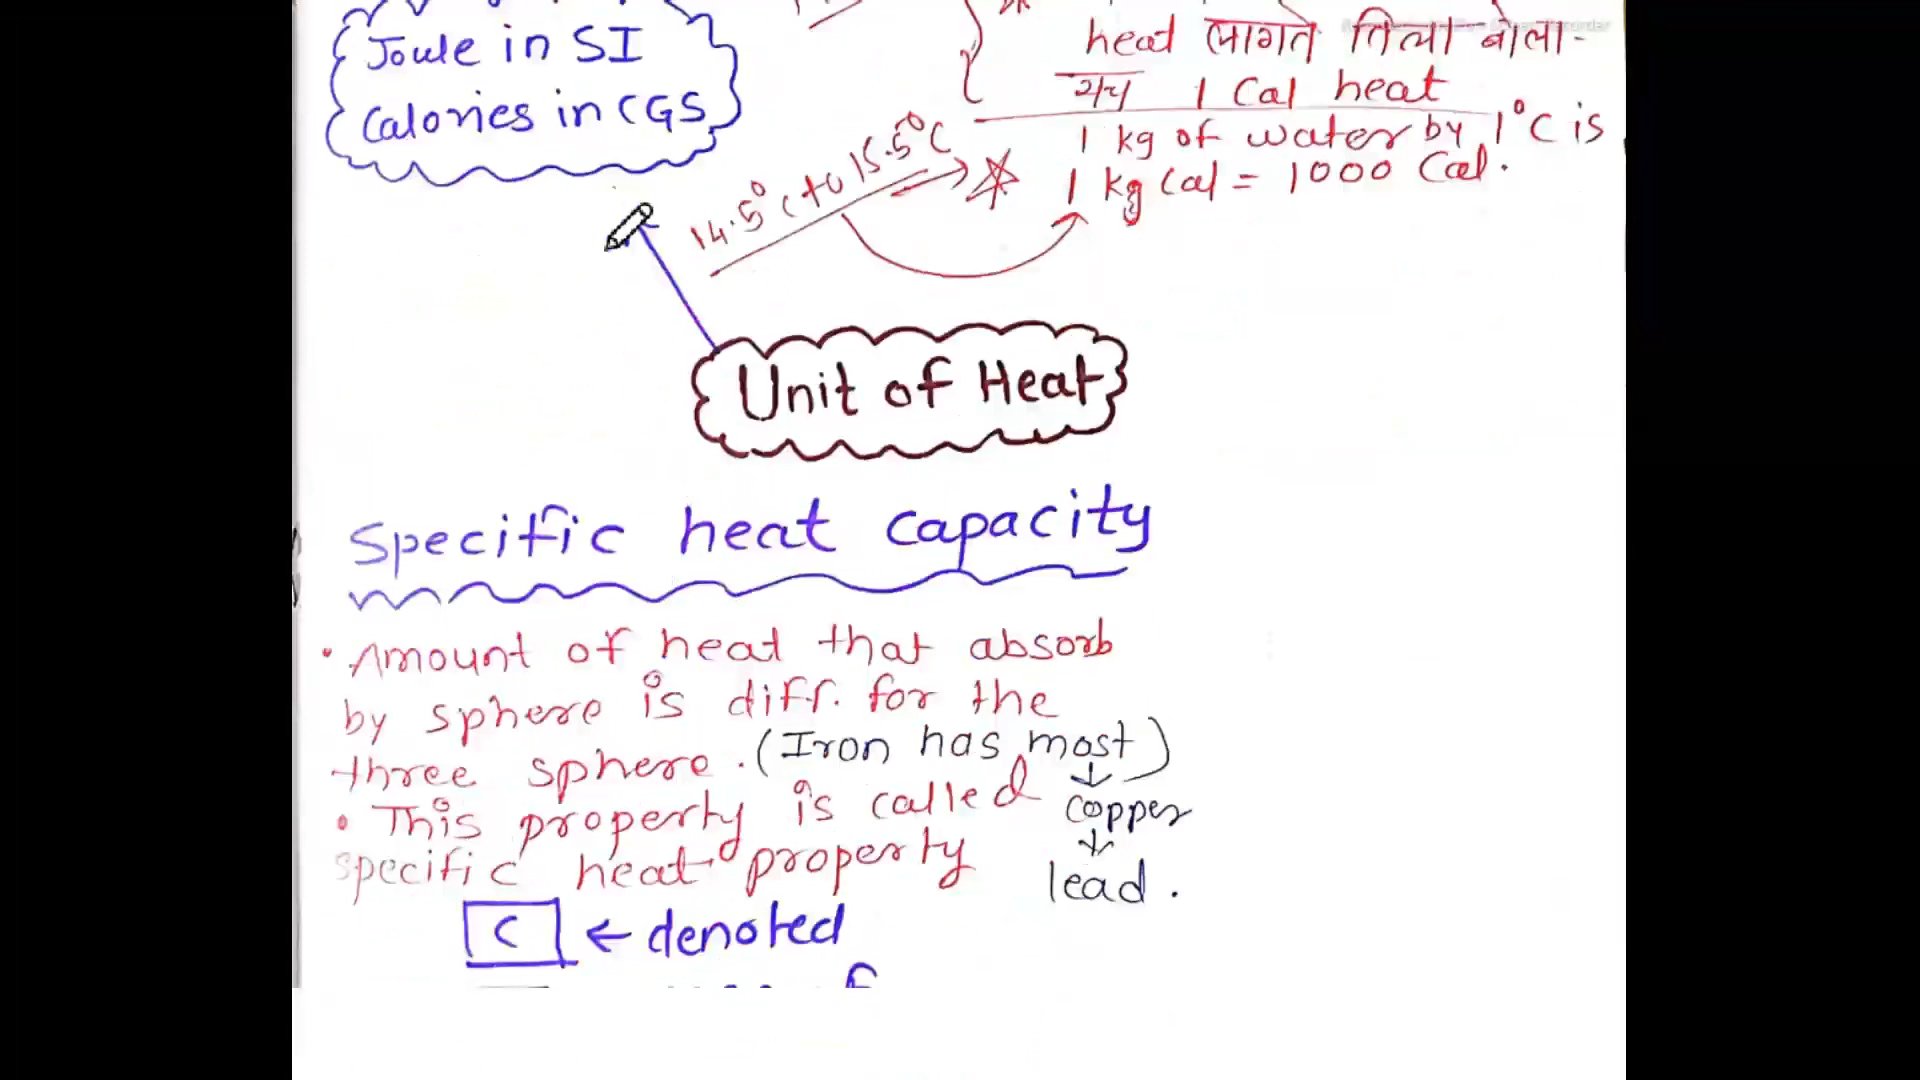 Joule in SI
Calories in CGS
heat लागते तिला बोला-
1 Cal heat
1 kg of water by 1°C is
1 kg Cal = 1000 Cal.
14.5°C to 15.5°C
Unit of Heat
Specific heat capacity
• Amount of heat that absorb
by sphere is diff. for the
three sphere. (Iron has most)
↓
copper
↓
lead.
• This property is called
specific heat property
C ← denoted